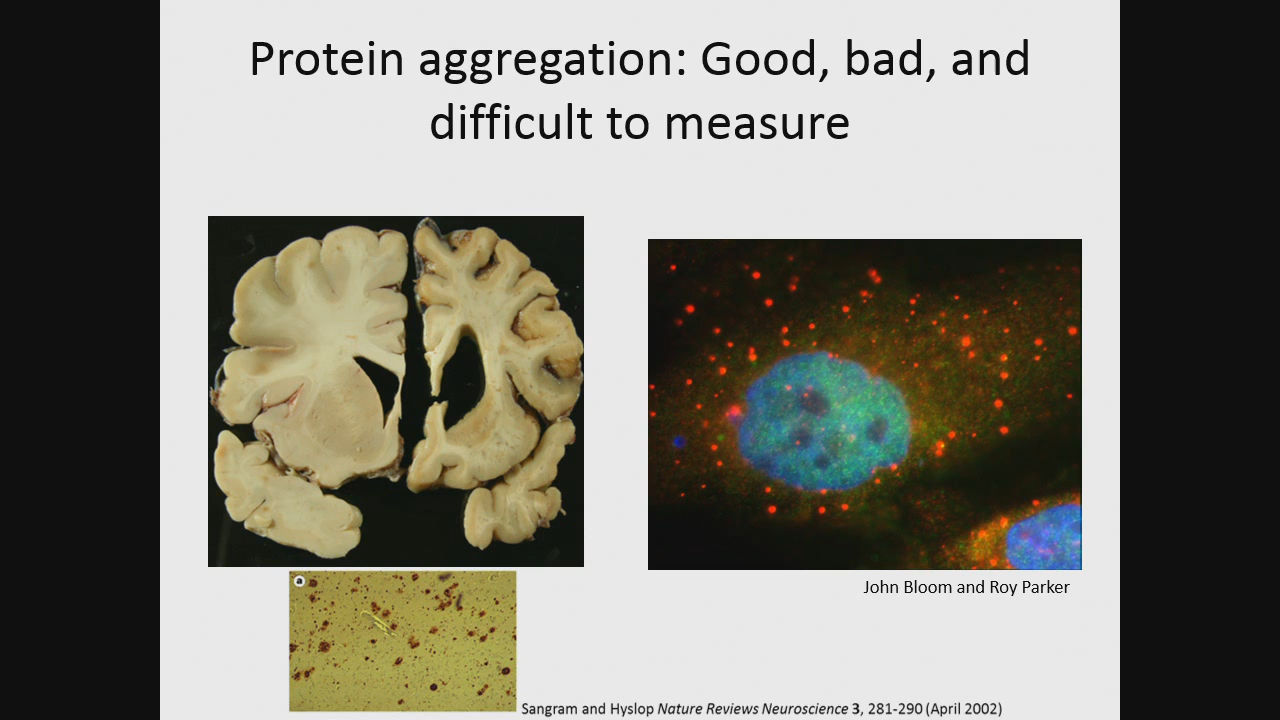 Protein aggregation: Good, bad, and
difficult to measure
John Bloom and Roy Parker
a
Sangram and Hyslop Nature Reviews Neuroscience 3, 281-290 (April 2002)